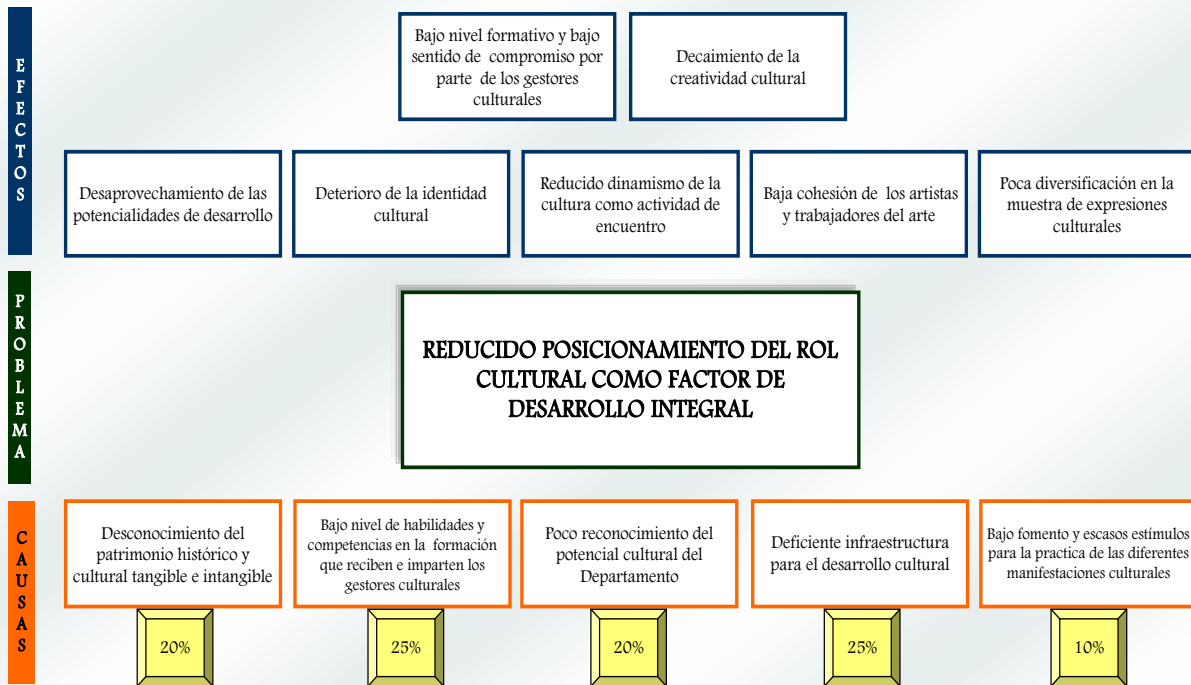 EFECTOS
Bajo nivel formativo y bajo
sentido de compromiso por
parte de los gestores
culturales
Decaimiento de la
creatividad cultural
Desaprovechamiento de las
potencialidades de desarrollo
Deterioro de la identidad
cultural
Reducido dinamismo de la
cultura como actividad de
encuentro
Baja cohesión de los artistas
y trabajadores del arte
Poca diversificación en la
muestra de expresiones
culturales
PROBLEMA
REDUCIDO POSICIONAMIENTO DEL ROL
CULTURAL COMO FACTOR DE
DESARROLLO INTEGRAL
CAUSAS
Desconocimiento del
patrimonio histórico y
cultural tangible e intangible
Bajo nivel de habilidades y
competencias en la formación
que reciben e imparten los
gestores culturales
Poco reconocimiento del
potencial cultural del
Departamento
Deficiente infraestructura
para el desarrollo cultural
Bajo fomento y escasos estímulos
para la practica de las diferentes
manifestaciones culturales
20%
25%
20%
25%
10%